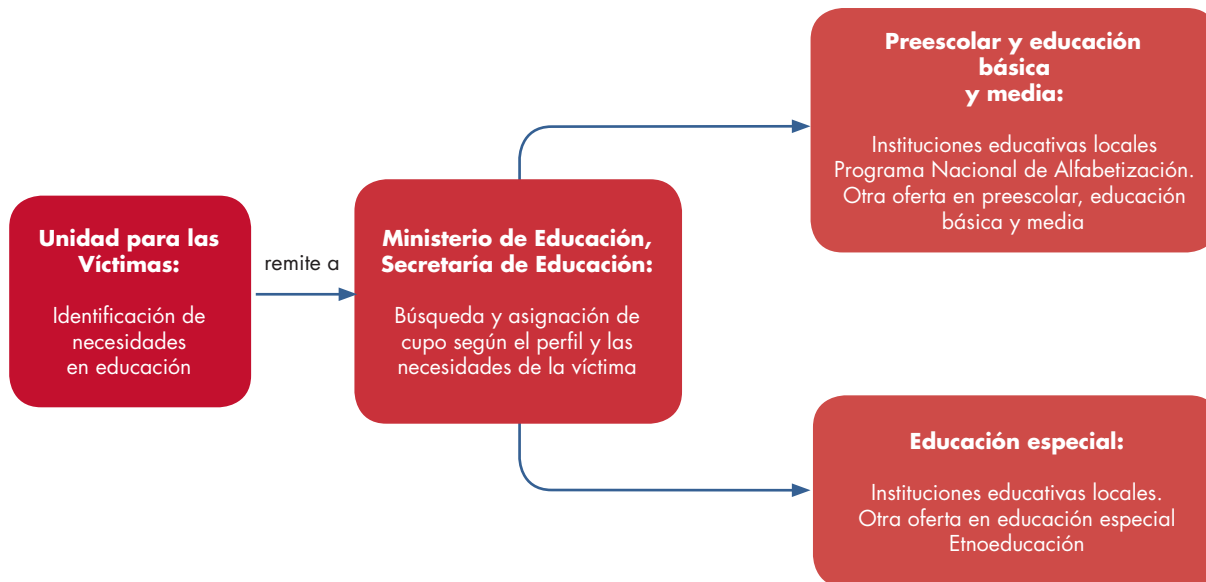 Unidad para las
Víctimas:
Identificación de
necesidades
en educación
remite a
Ministerio de Educación,
Secretaría de Educación:
Búsqueda y asignación de
cupo según el perfil y las
necesidades de la víctima
Preescolar y educación
básica
y media:
Instituciones educativas locales
Programa Nacional de Alfabetización.
Otra oferta en preescolar, educación
básica y media
Educación especial:
Instituciones educativas locales.
Otra oferta en educación especial
Etnoeducación